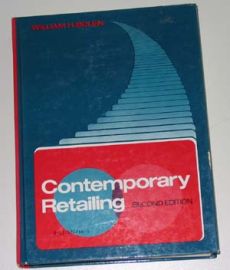 WILLIAM H. BOLEN
Contemporary
Retailing SECOND EDITION